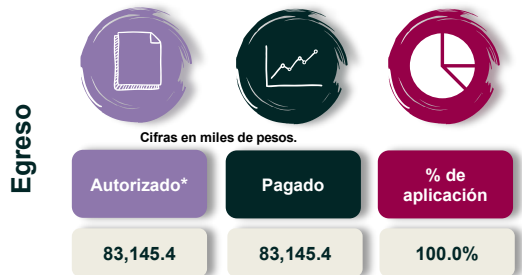 Egreso
Cifras en miles de pesos.
Autorizado*
Pagado
% de
aplicación
83,145.4
83,145.4
100.0%